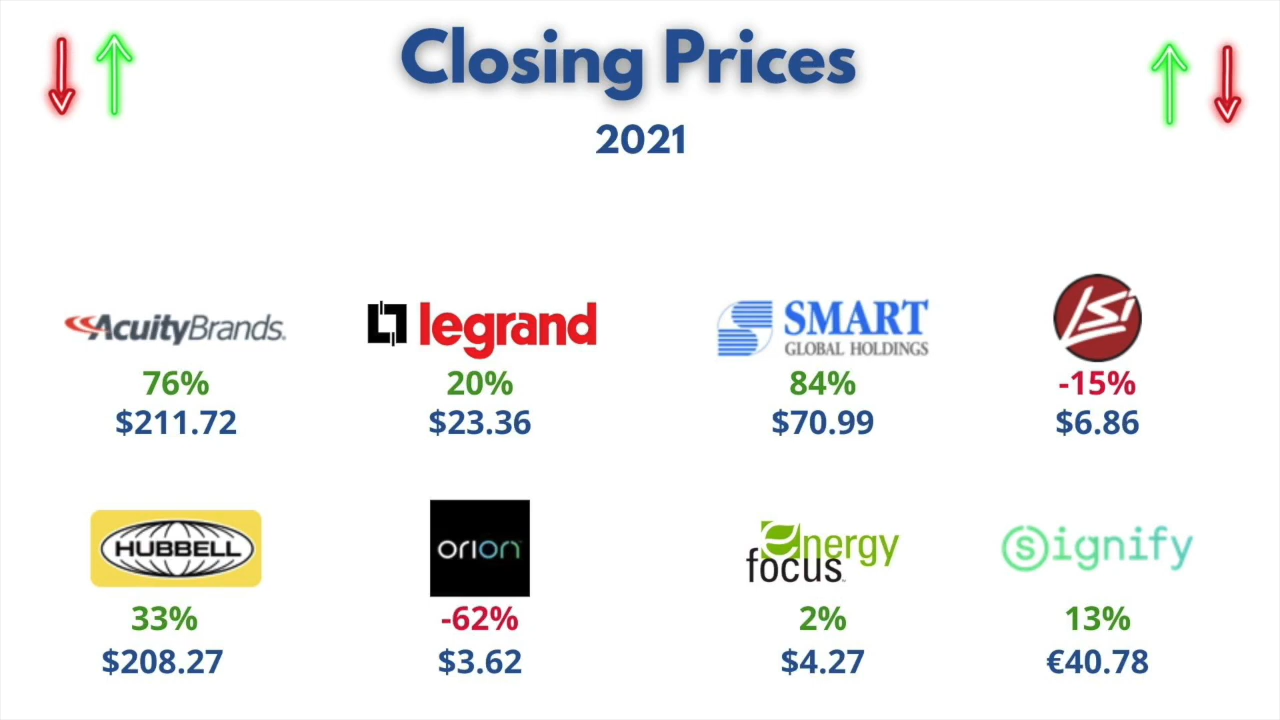 Closing Prices
2021
AcuityBrands.
legrand
SMART
GLOBAL HOLDINGS
LSi
76%
20%
84%
-15%
$211.72
$23.36
$70.99
$6.86
HUBBELL
orion
energy
focus
signify
33%
-62%
2%
13%
$208.27
$3.62
$4.27
€40.78